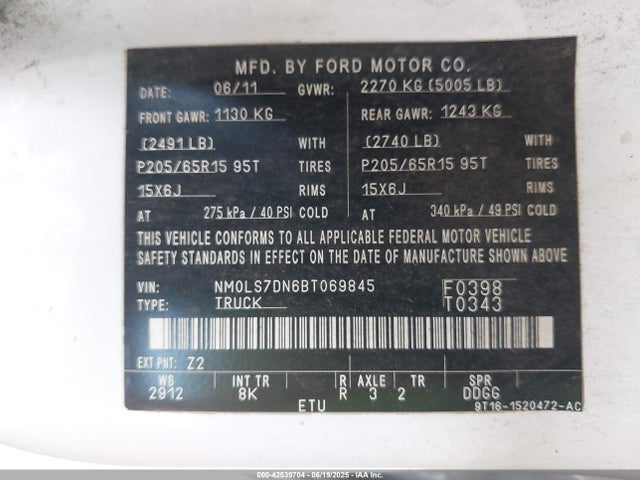 MFD. BY FORD MOTOR CO.
DATE: 06/11 GVWR: 2270 KG (5005 LB)
FRONT GAWR: 1130 KG REAR GAWR: 1243 KG
(2491 LB) WITH (2740 LB) WITH
P205/65R15 95T TIRES P205/65R15 95T TIRES
15X6J RIMS 15X6J RIMS
AT 275 kPa / 40 PSI COLD AT 340 kPa / 49 PSI COLD
THIS VEHICLE CONFORMS TO ALL APPLICABLE FEDERAL MOTOR VEHICLE
SAFETY STANDARDS IN EFFECT ON THE DATE OF MANUFACTURE SHOWN ABOVE
VIN: NM0LS7DN6BT069845 F0398
TYPE: TRUCK T0343
EXT PNT: Z2
WB INT TR R AXLE TR SPR
2912 8K R 3 2 DDGG
ETU 9T16-1520472-AC
000-42539704 - 06/19/2025 - IAA Inc.